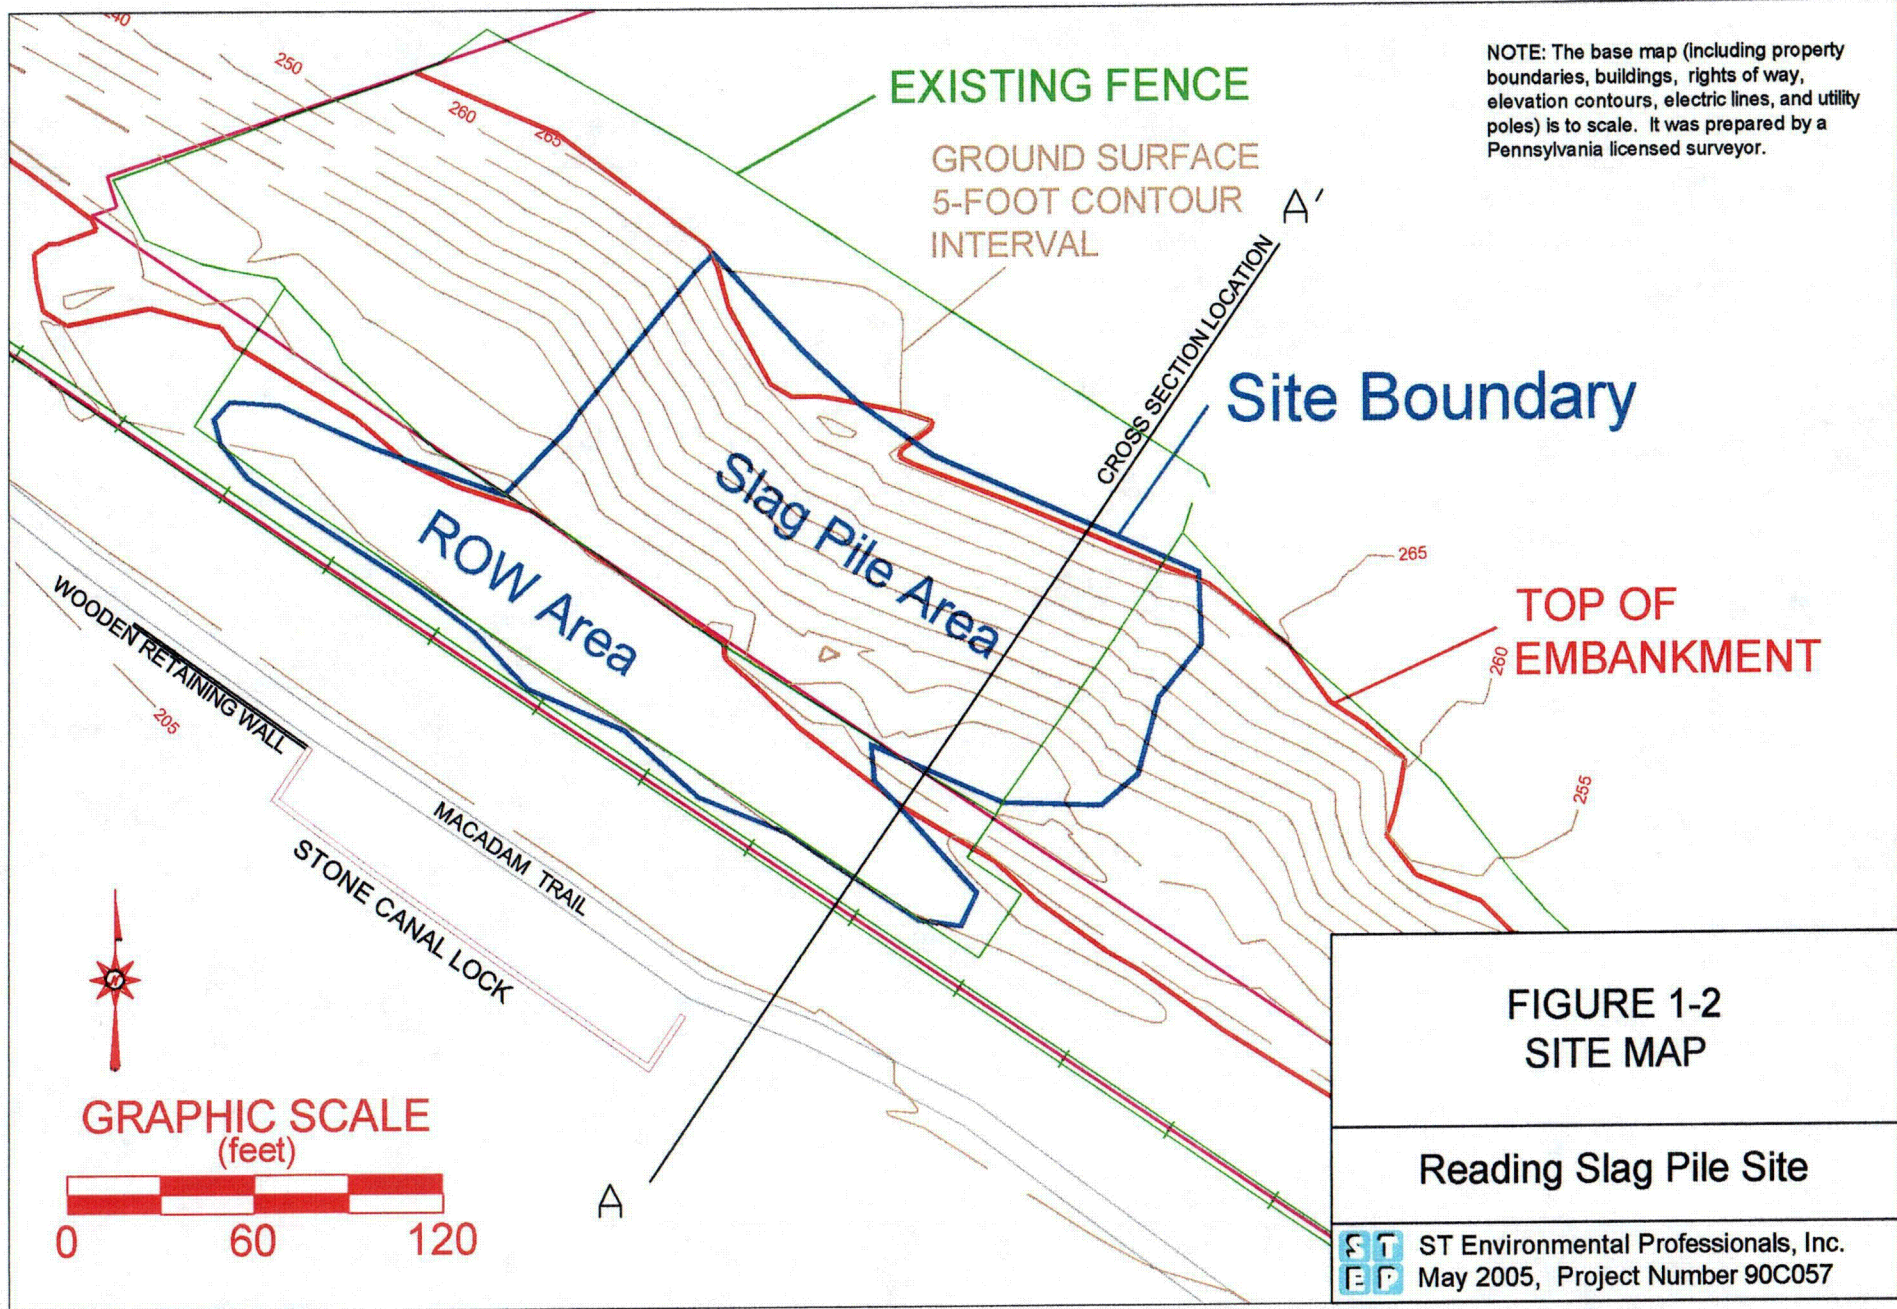 240
250
260
265
EXISTING FENCE
GROUND SURFACE
5-FOOT CONTOUR
INTERVAL
NOTE: The base map (including property
boundaries, buildings, rights of way,
elevation contours, electric lines, and utility
poles) is to scale. It was prepared by a
Pennsylvania licensed surveyor.
A'
CROSS SECTION LOCATION
Site Boundary
Slag Pile Area
ROW Area
265
TOP OF
EMBANKMENT
260
255
WOODEN RETAINING WALL
205
MACADAM TRAIL
STONE CANAL LOCK
N
A
GRAPHIC SCALE
(feet)
0 60 120
FIGURE 1-2
SITE MAP
Reading Slag Pile Site
ST ST Environmental Professionals, Inc.
EP May 2005, Project Number 90C057